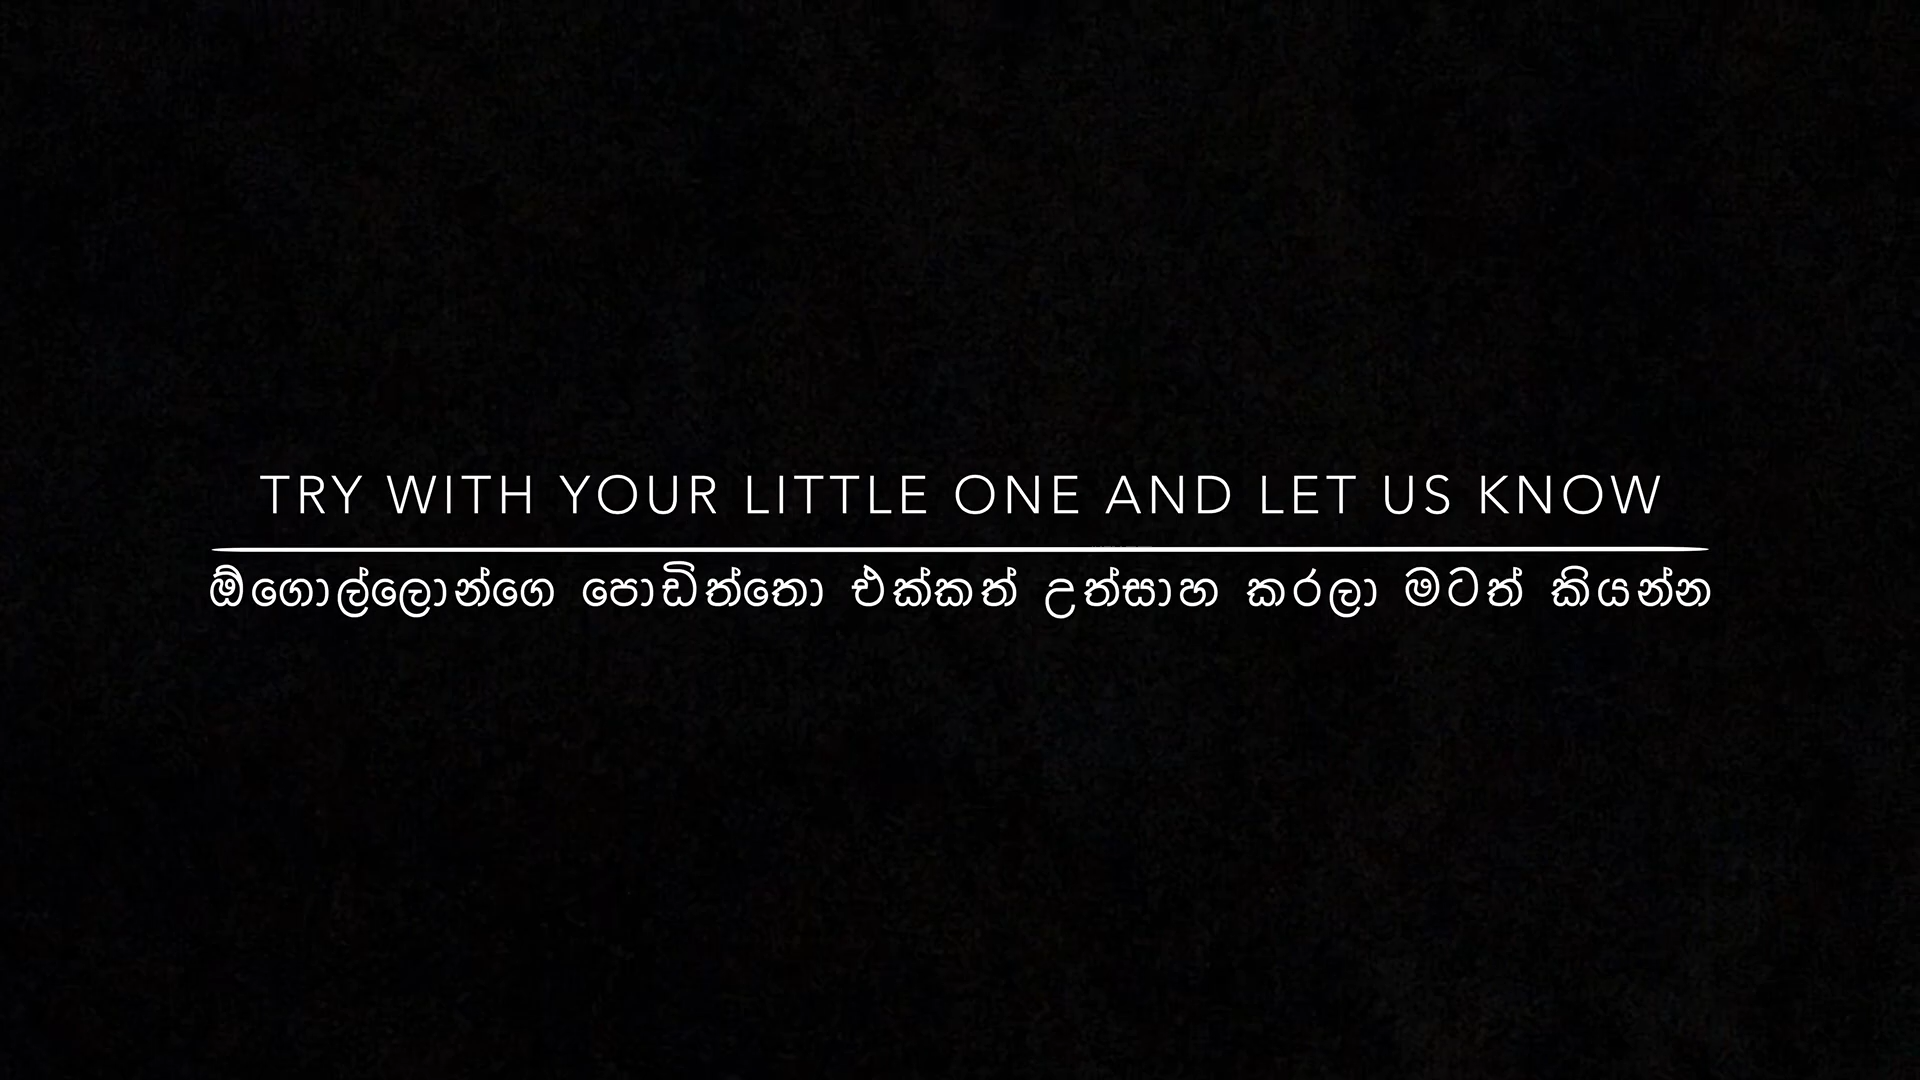 TRY WITH YOUR LITTLE ONE AND LET US KNOW
ඕගොල්ලොන්ගෙ පොඩිත්තො එක්කත් උත්සාහ කරලා මටත් කියන්න